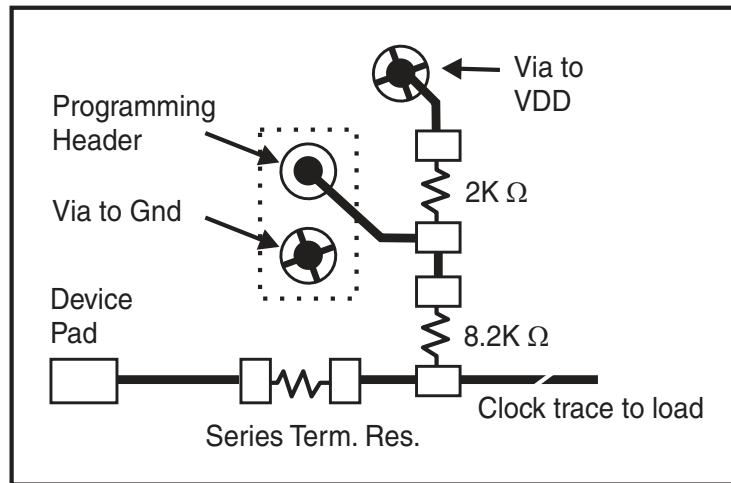 Via to
VDD
Programming
Header
2K Ω
Via to Gnd
Device
Pad
8.2K Ω
Clock trace to load
Series Term. Res.